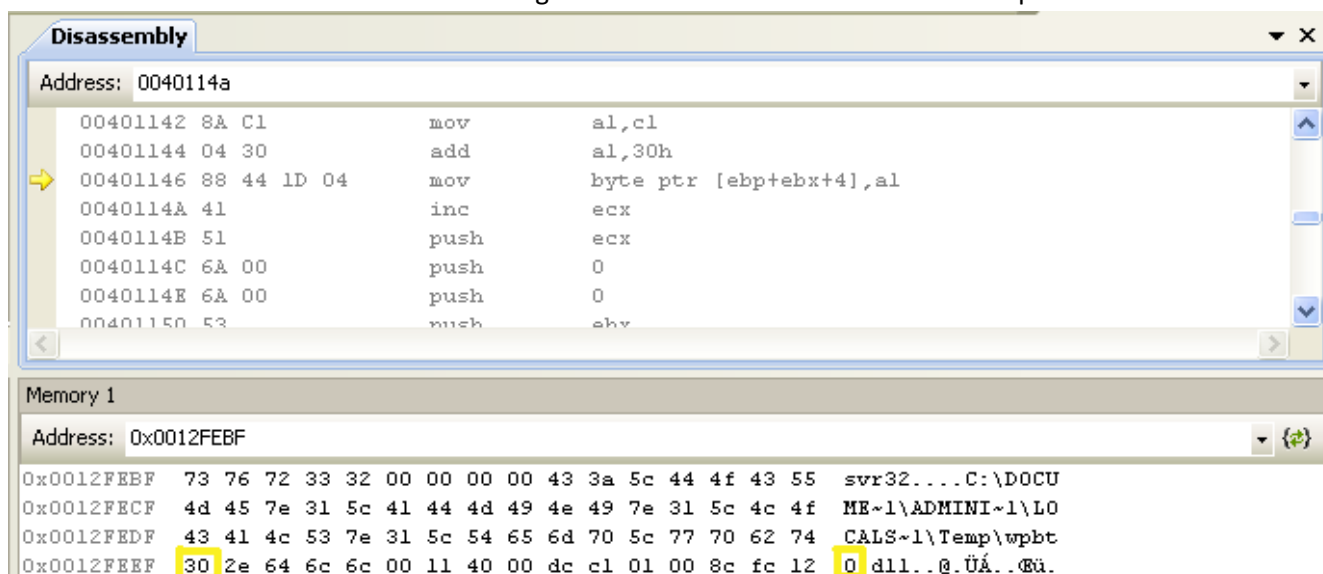 Disassembly
Address: 0040114a
00401142 8A C1 mov al,cl
00401144 04 30 add al,30h
00401146 88 44 1D 04 mov byte ptr [ebp+ebx+4],al
0040114A 41 inc ecx
0040114B 51 push ecx
0040114C 6A 00 push 0
0040114E 6A 00 push 0
00401150 53 push ebx
Memory 1
Address: 0x0012FEBF
0x0012FEBF 73 76 72 33 32 00 00 00 00 43 3a 5c 44 4f 43 55 svr32....C:\DOCU
0x0012FECF 4d 45 7e 31 5c 41 44 4d 49 4e 49 7e 31 5c 4c 4f ME~1\ADMINI~1\LO
0x0012FEDF 43 41 4c 53 7e 31 5c 54 65 6d 70 5c 77 70 62 74 CALS~1\Temp\wpbt
0x0012FEEF 30 2e 64 6c 6c 00 11 40 00 dc c1 01 00 8c fc 12 0 dll..@.ÜÁ..Œü.